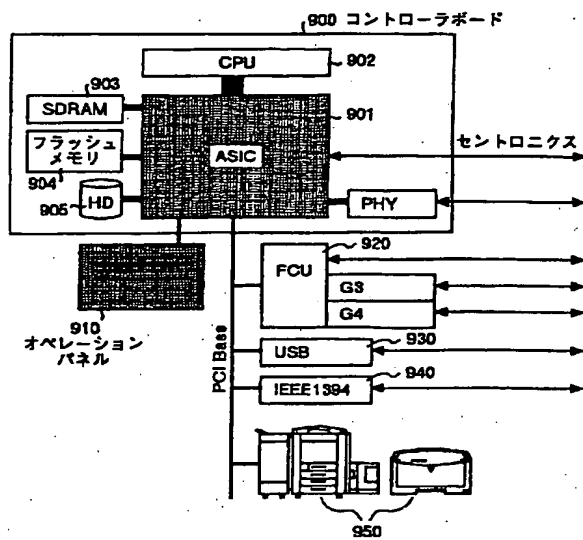 900 コントローラボード
CPU
902
903
SDRAM
901
フラッシュ
メモリ
904
ASIC
セントロニクス
905
HD
PHY
910
オペレーション
パネル
920
FCU
G3
G4
PCI Base
930
USB
940
IEEE1394
950